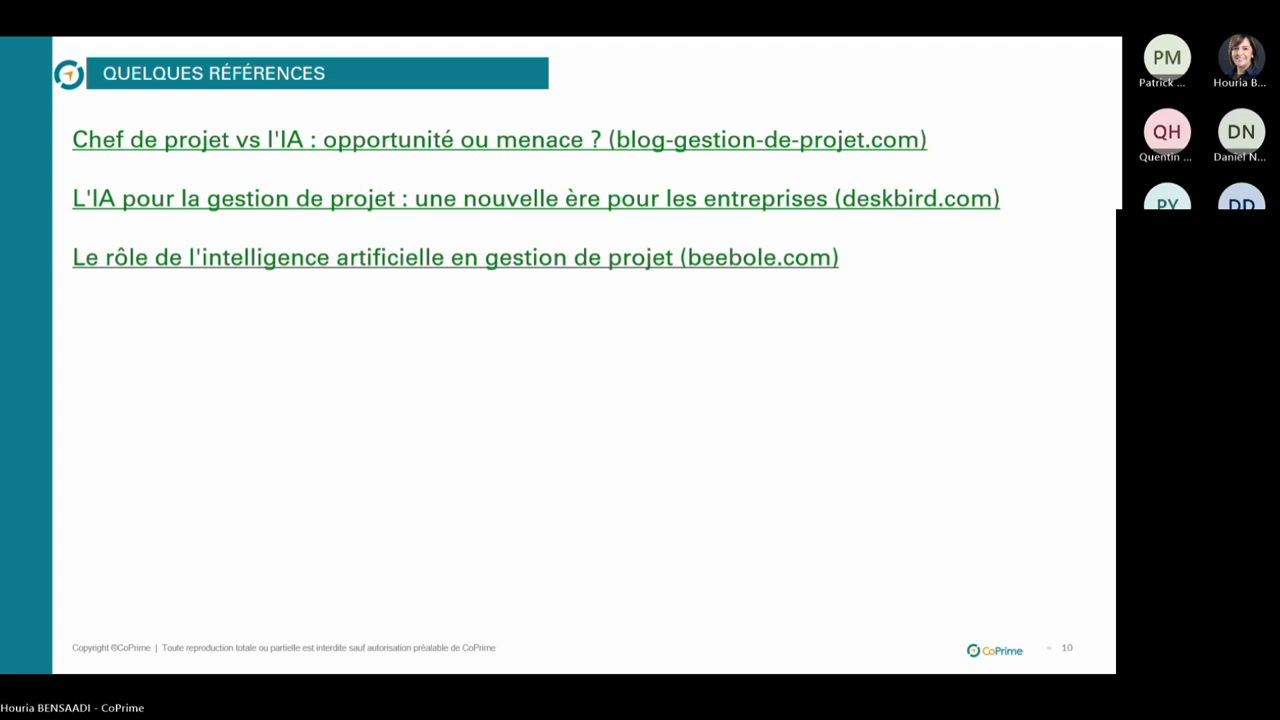 QUELQUES RÉFÉRENCES
Chef de projet vs l'IA : opportunité ou menace ? (blog-gestion-de-projet.com)
L'IA pour la gestion de projet : une nouvelle ère pour les entreprises (deskbird.com)
Le rôle de l'intelligence artificielle en gestion de projet (beebole.com)
Copyright ©CoPrime | Toute reproduction totale ou partielle est interdite sauf autorisation préalable de CoPrime
CoPrime
10
PM
Patrick ...
Houria B...
QH
Quentin ...
DN
Daniel N...
PY
DD
Houria BENSAADI - CoPrime